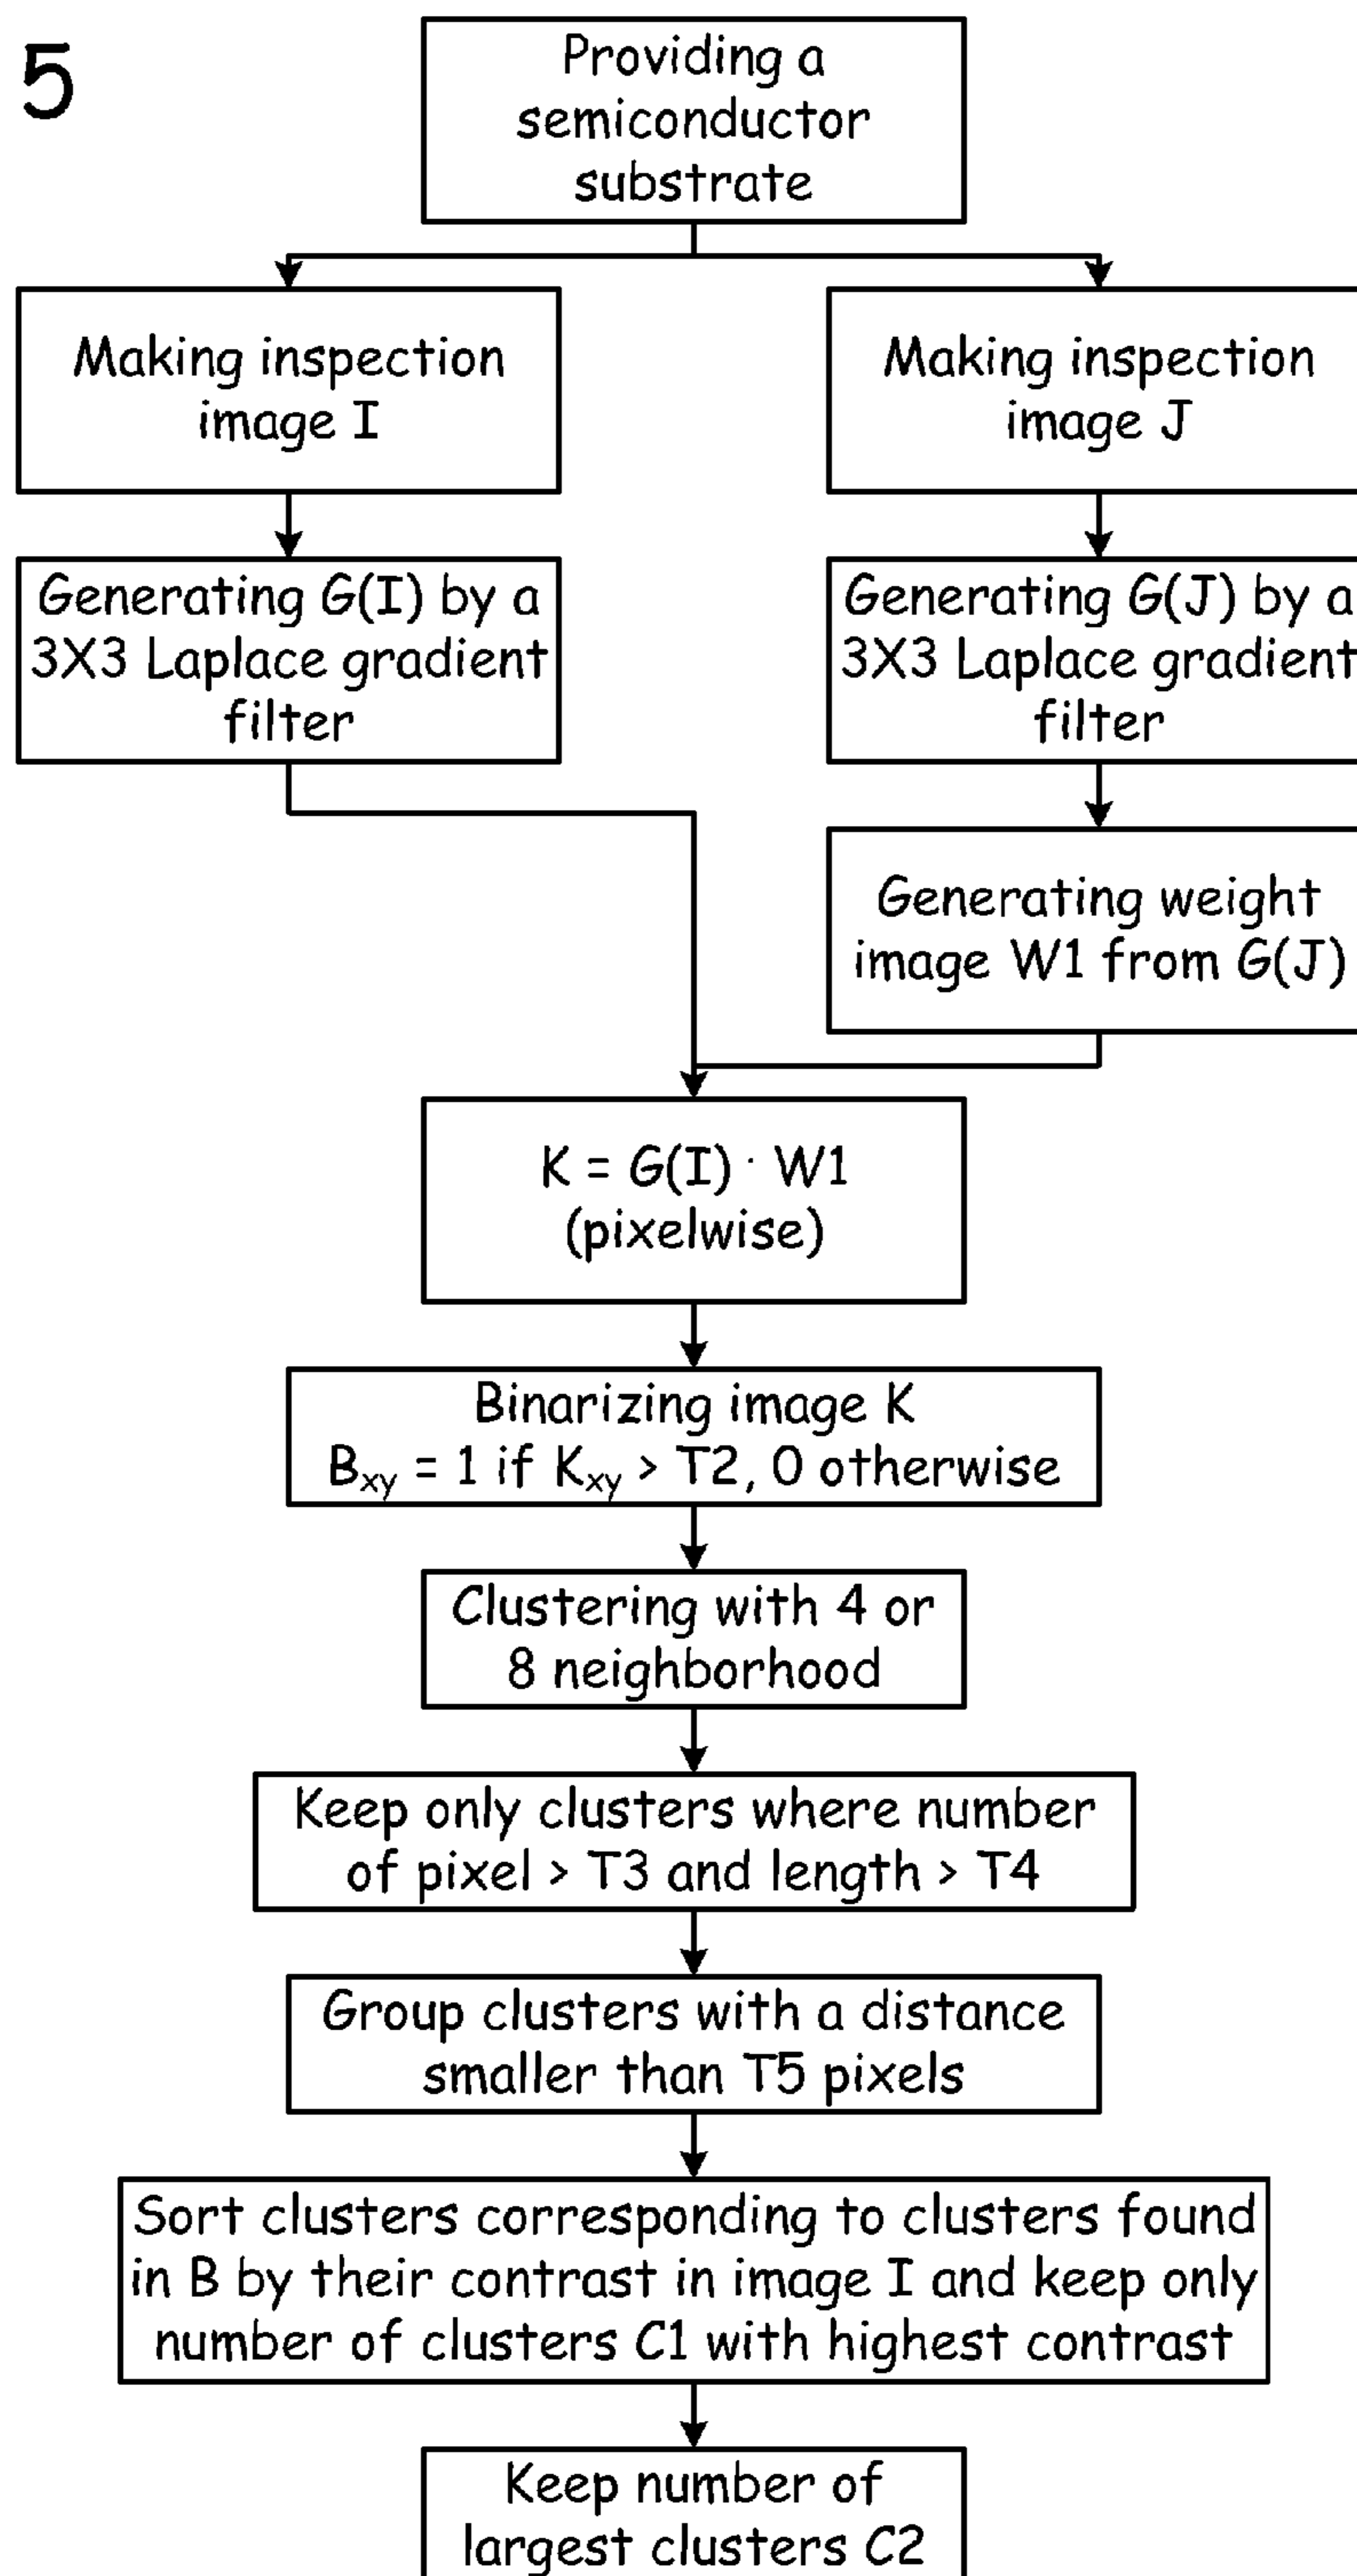 5
Providing a
semiconductor
substrate
Making inspection
image I
Making inspection
image J
Generating G(I) by a
3X3 Laplace gradient
filter
Generating G(J) by a
3X3 Laplace gradient
filter
Generating weight
image W1 from G(J)
K = G(I) · W1
(pixelwise)
Binarizing image K
Bxy = 1 if Kxy > T2, 0 otherwise
Clustering with 4 or
8 neighborhood
Keep only clusters where number
of pixel > T3 and length > T4
Group clusters with a distance
smaller than T5 pixels
Sort clusters corresponding to clusters found
in B by their contrast in image I and keep only
number of clusters C1 with highest contrast
Keep number of
largest clusters C2